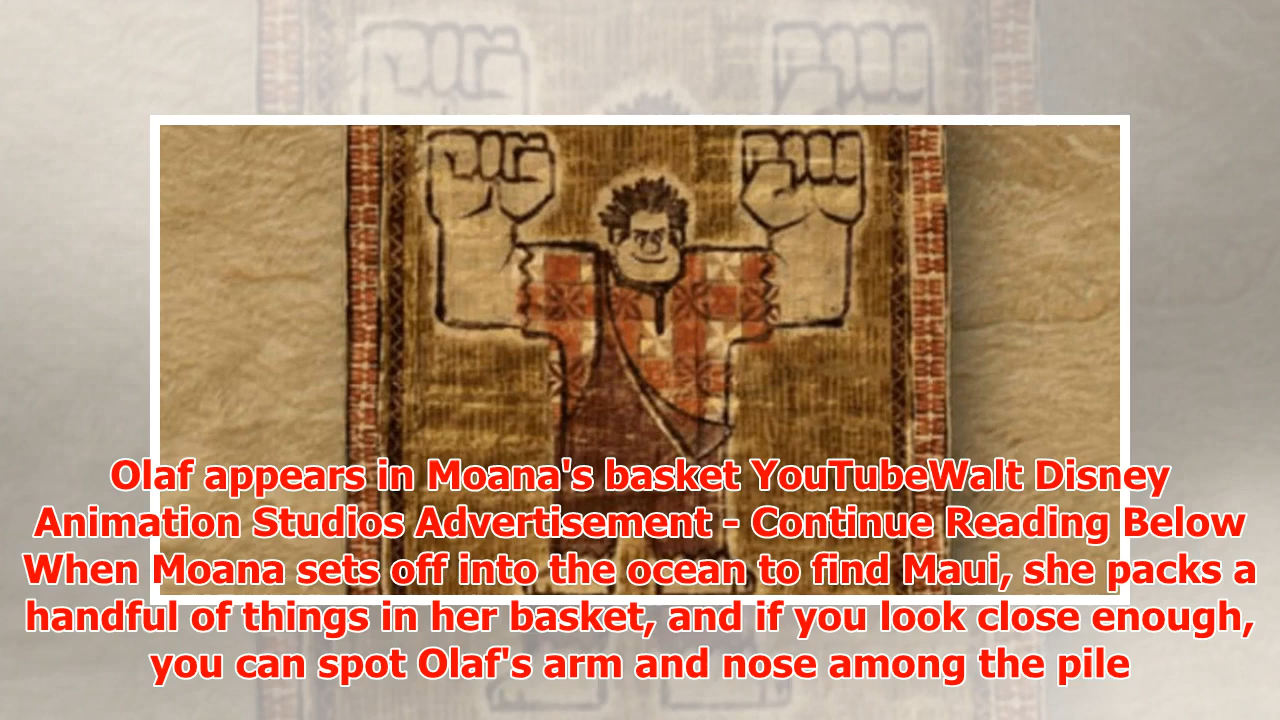 Olaf appears in Moana's basket YouTubeWalt Disney
Animation Studios Advertisement - Continue Reading Below
When Moana sets off into the ocean to find Maui, she packs a
handful of things in her basket, and if you look close enough,
you can spot Olaf's arm and nose among the pile